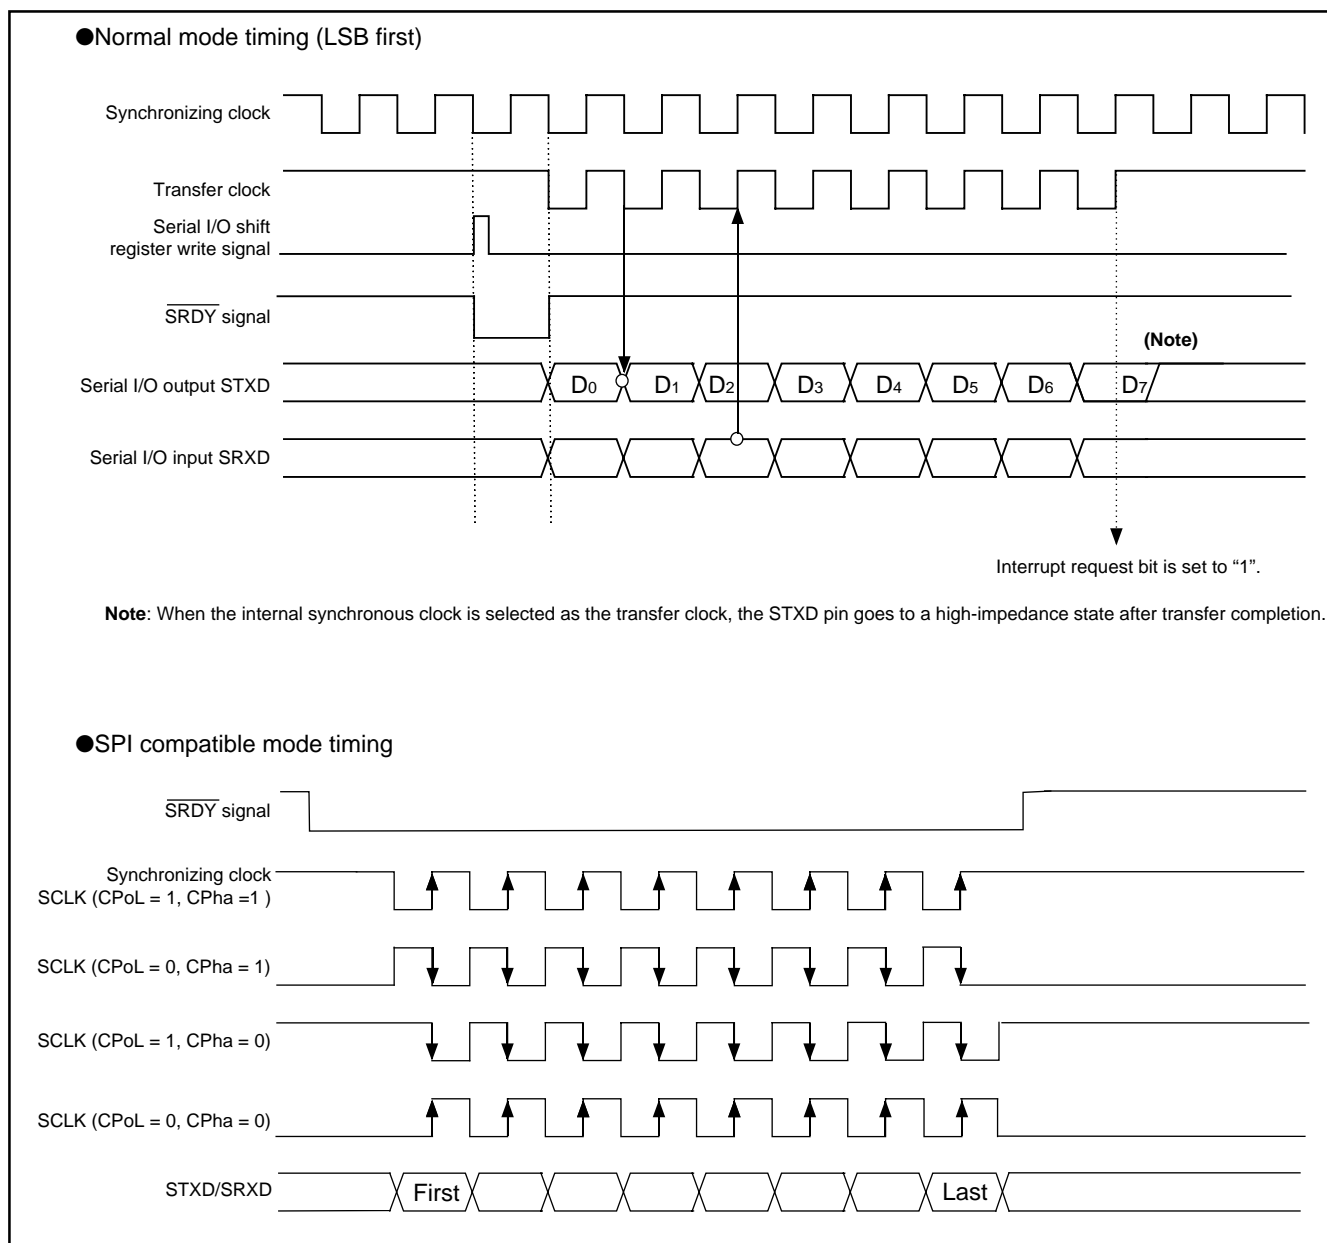 ●Normal mode timing (LSB first)
Synchronizing clock
Transfer clock
Serial I/O shift
register write signal
SRDY signal
(Note)
Serial I/O output STXD
D0 D1 D2 D3 D4 D5 D6 D7
Serial I/O input SRXD
Interrupt request bit is set to “1”.
Note: When the internal synchronous clock is selected as the transfer clock, the STXD pin goes to a high-impedance state after transfer completion.
●SPI compatible mode timing
SRDY signal
Synchronizing clock
SCLK (CPoL = 1, CPha =1 )
SCLK (CPoL = 0, CPha = 1)
SCLK (CPoL = 1, CPha = 0)
SCLK (CPoL = 0, CPha = 0)
STXD/SRXD
First
Last